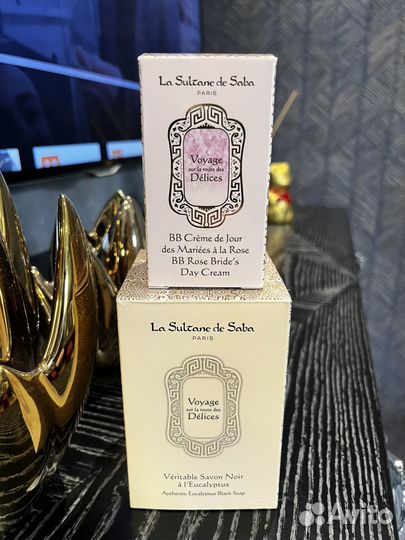 La Sultane de Saba
PARIS
Voyage
sur la route des
Délices
BB Crème de Jour
des Mariées à la Rose
BB Rose Bride's
Day Cream
La Sultane de Saba
PARIS
Voyage
sur la route des
Délices
Véritable Savon Noir
à l'Eucalyptus
Authentic Eucalyptus Black Soap
Avito